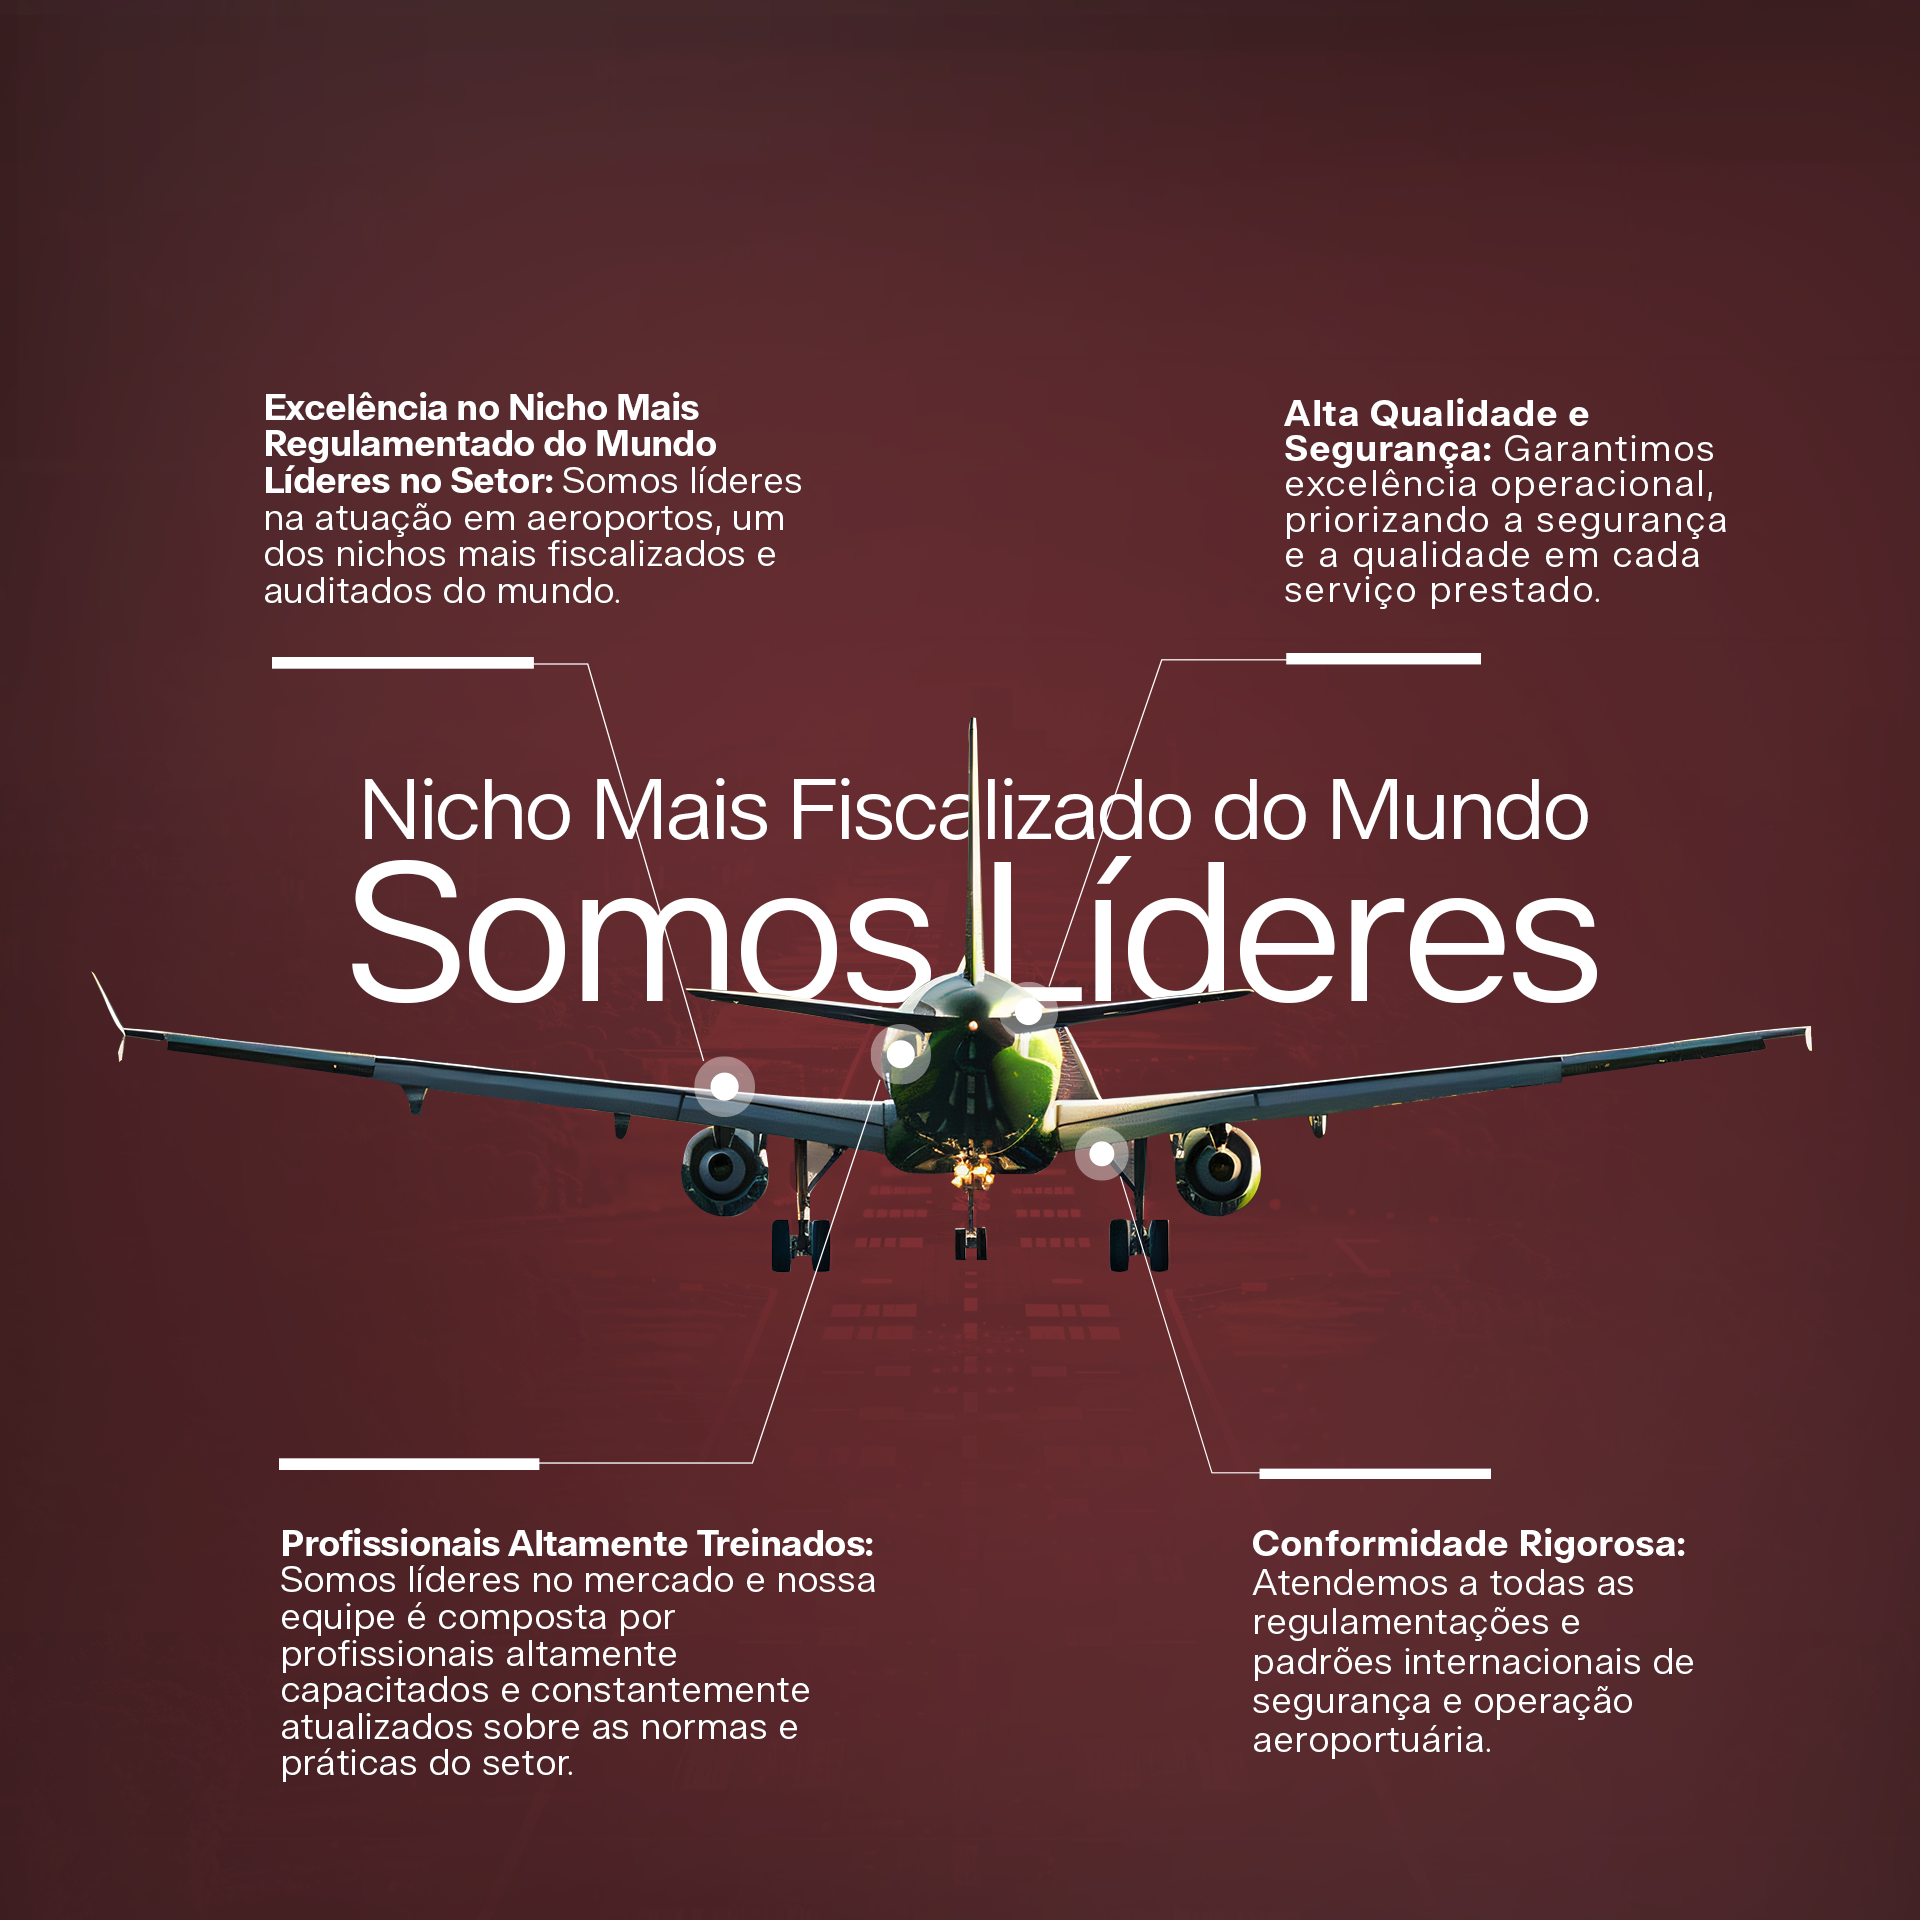 Excelência no Nicho Mais
Regulamentado do Mundo
Líderes no Setor: Somos líderes
na atuação em aeroportos, um
dos nichos mais fiscalizados e
auditados do mundo.
Alta Qualidade e
Segurança: Garantimos
excelência operacional,
priorizando a segurança
e a qualidade em cada
serviço prestado.
Nicho Mais Fiscalizado do Mundo
Somos Líderes
Profissionais Altamente Treinados:
Somos líderes no mercado e nossa
equipe é composta por
profissionais altamente
capacitados e constantemente
atualizados sobre as normas e
práticas do setor.
Conformidade Rigorosa:
Atendemos a todas as
regulamentações e
padrões internacionais de
segurança e operação
aeroportuária.